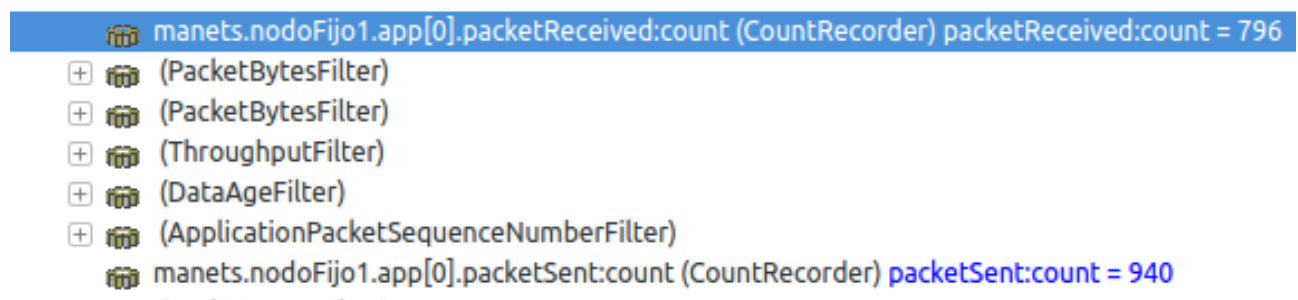 manets.nodoFijo1.app[0].packetReceived:count (CountRecorder) packetReceived:count = 796
(PacketBytesFilter)
(PacketBytesFilter)
(ThroughputFilter)
(DataAgeFilter)
(ApplicationPacketSequenceNumberFilter)
manets.nodoFijo1.app[0].packetSent:count (CountRecorder) packetSent:count = 940